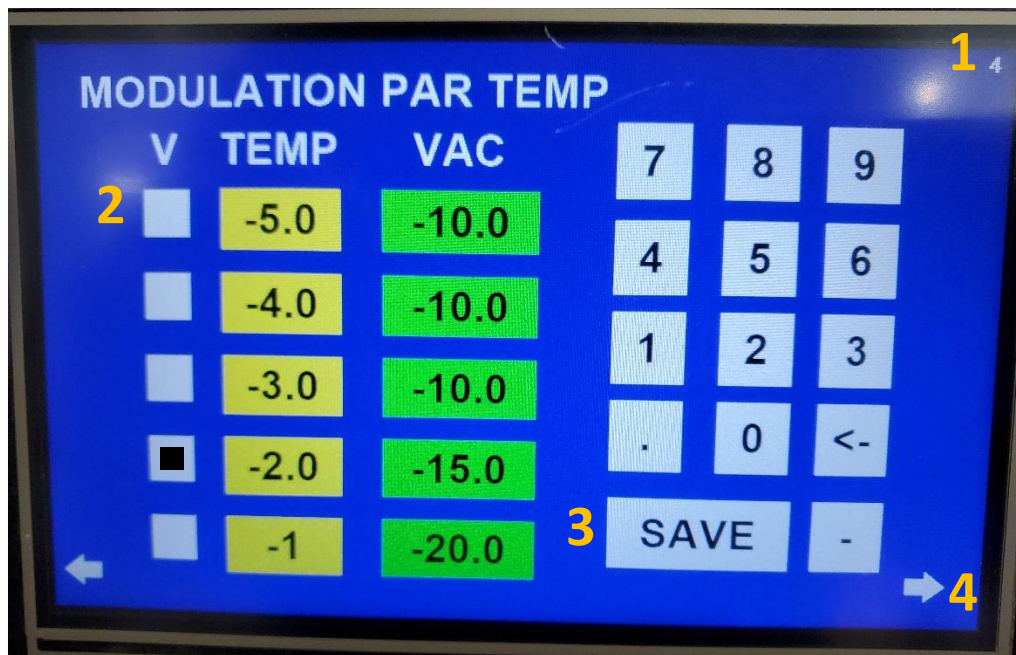 1 4
MODULATION PAR TEMP
V TEMP VAC
7 8 9
2 -5.0 -10.0
4 5 6
-4.0 -10.0
1 2 3
-3.0 -10.0
. 0 <-
-2.0 -15.0
3 SAVE -
-1 -20.0
4